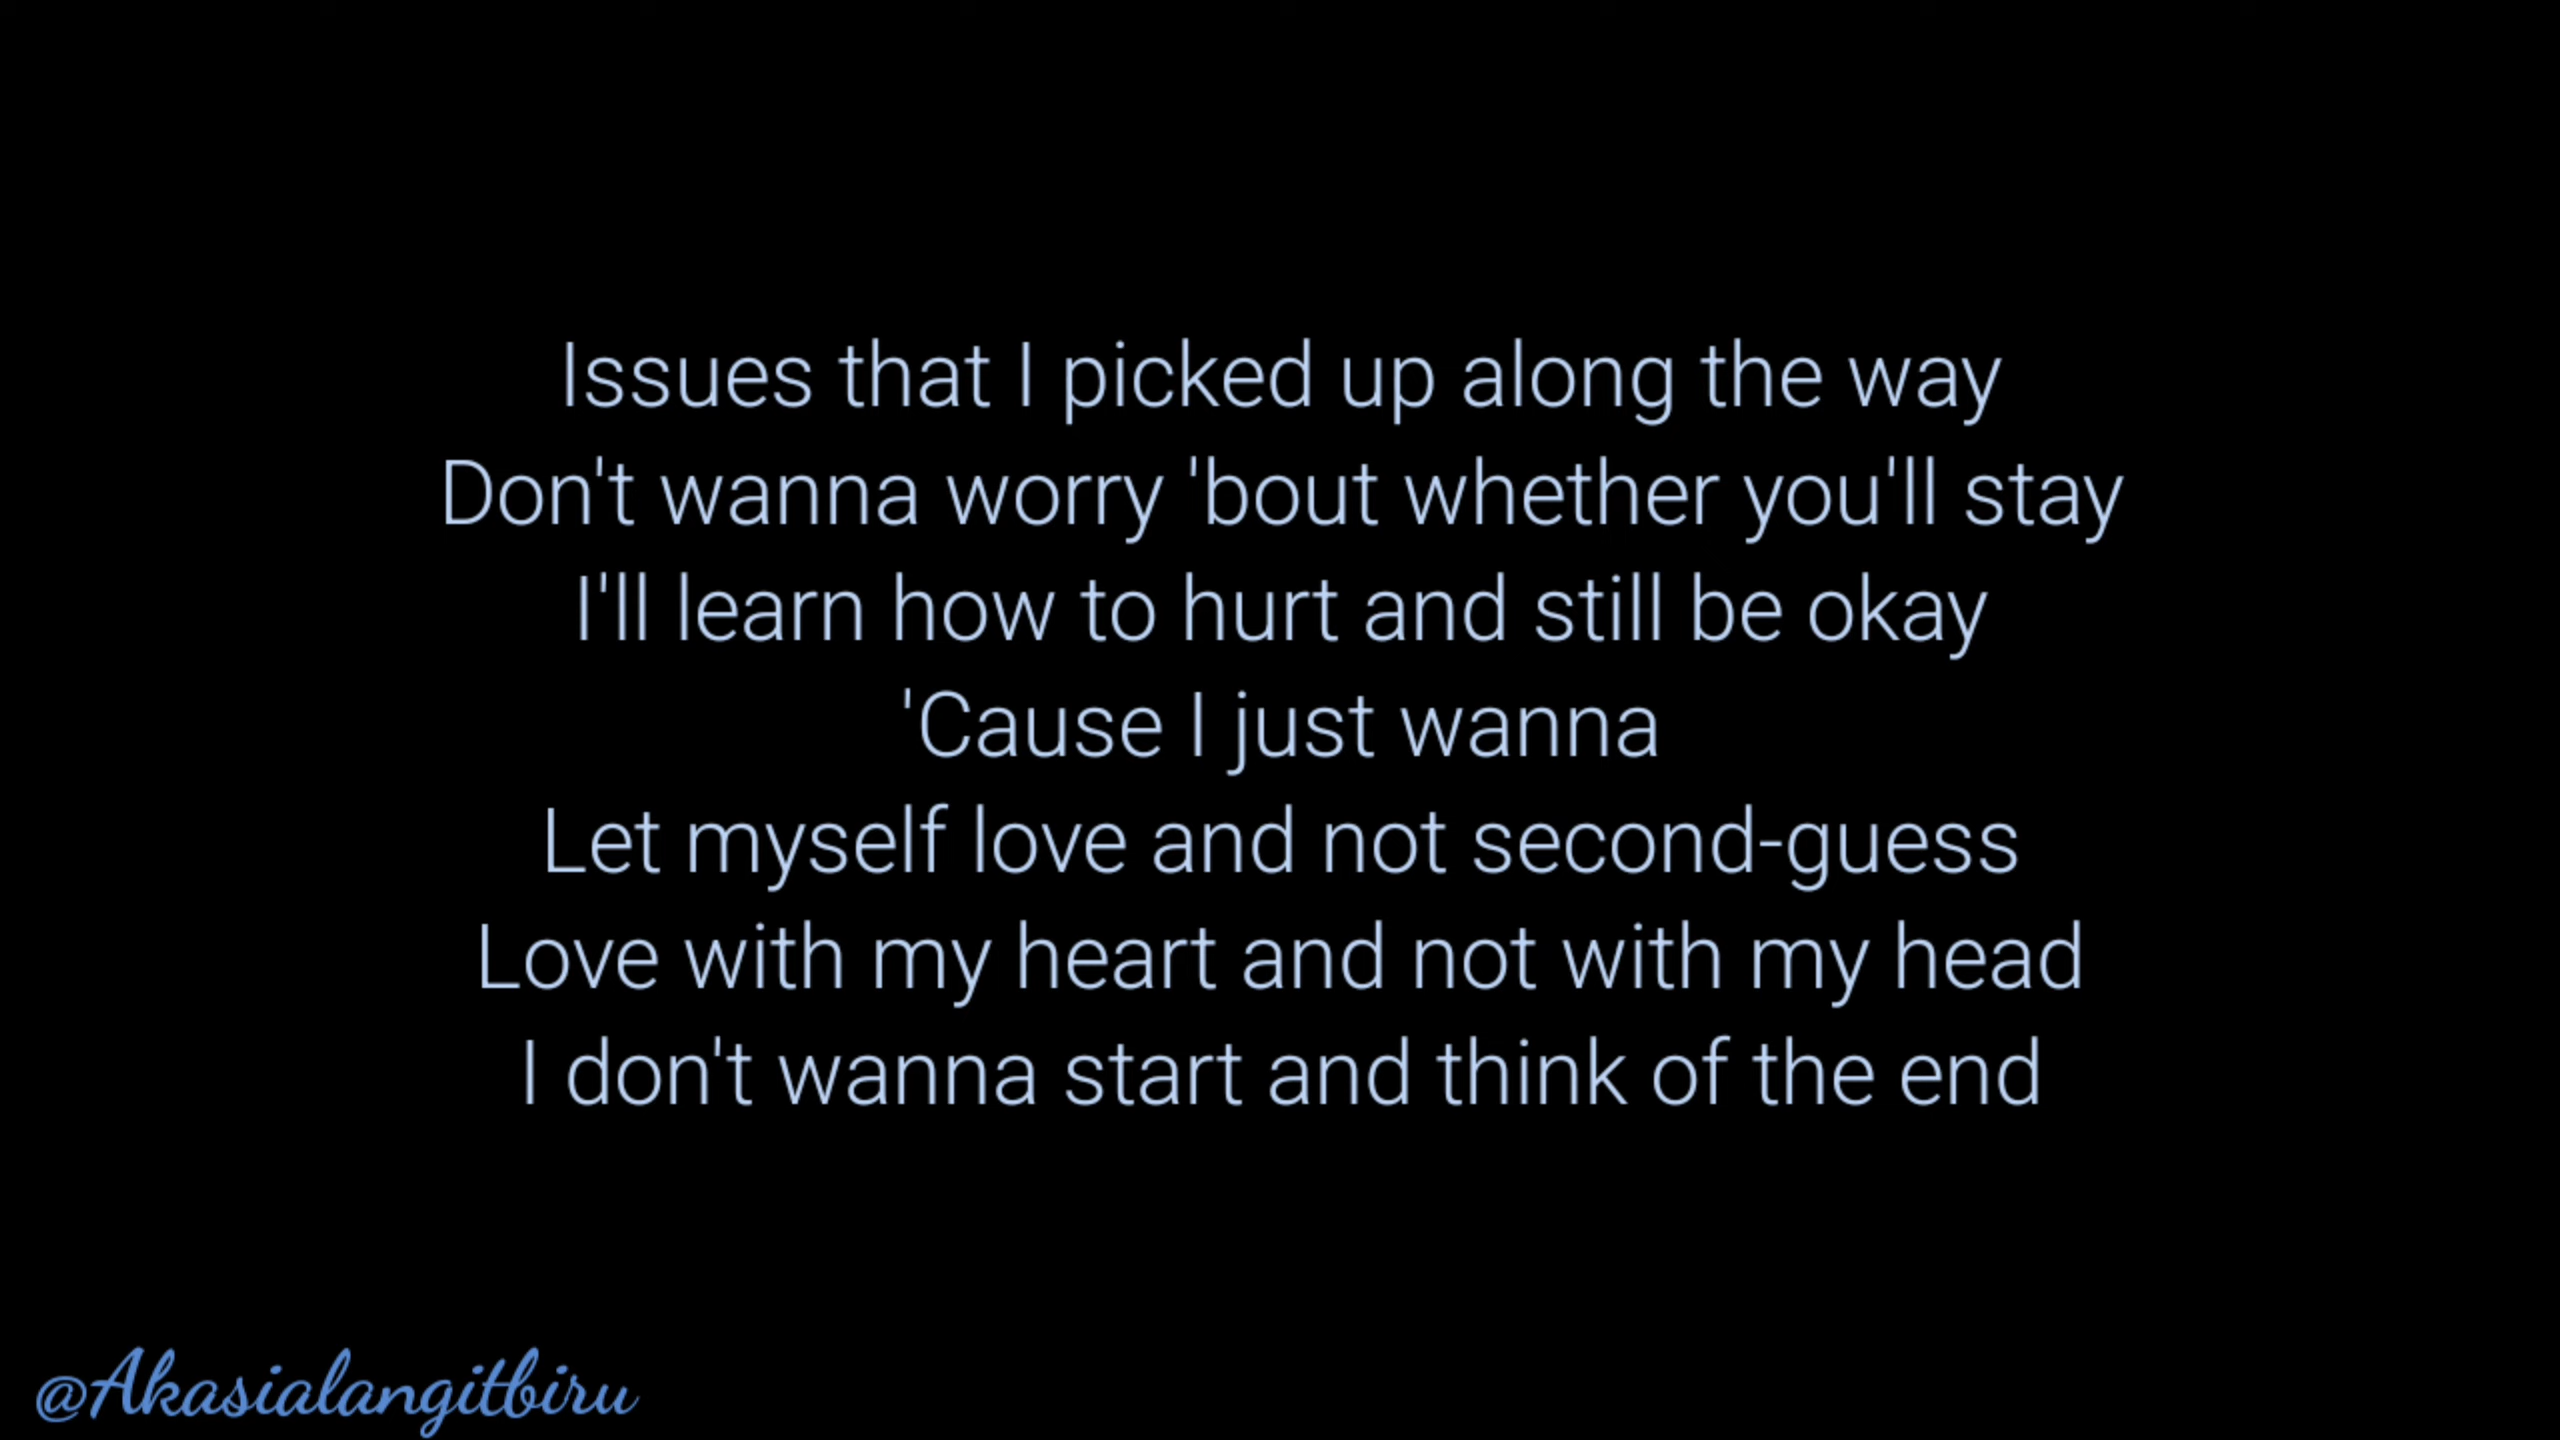 Issues that I picked up along the way
Don't wanna worry 'bout whether you'll stay
I'll learn how to hurt and still be okay
'Cause I just wanna
Let myself love and not second-guess
Love with my heart and not with my head
I don't wanna start and think of the end
@Akasialangitbiru